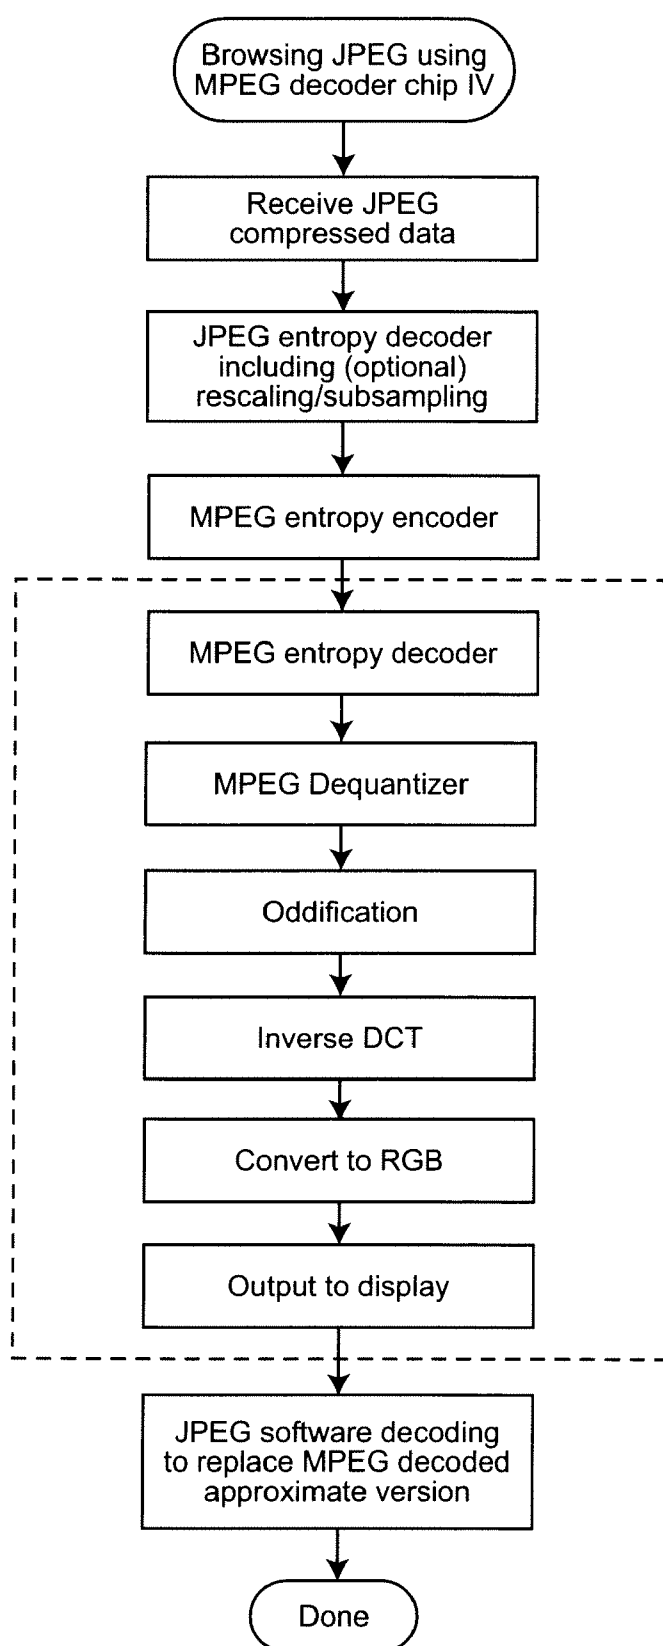 Browsing JPEG using
MPEG decoder chip IV
Receive JPEG
compressed data
JPEG entropy decoder
including (optional)
rescaling/subsampling
MPEG entropy encoder
MPEG entropy decoder
MPEG Dequantizer
Oddification
Inverse DCT
Convert to RGB
Output to display
JPEG software decoding
to replace MPEG decoded
approximate version
Done